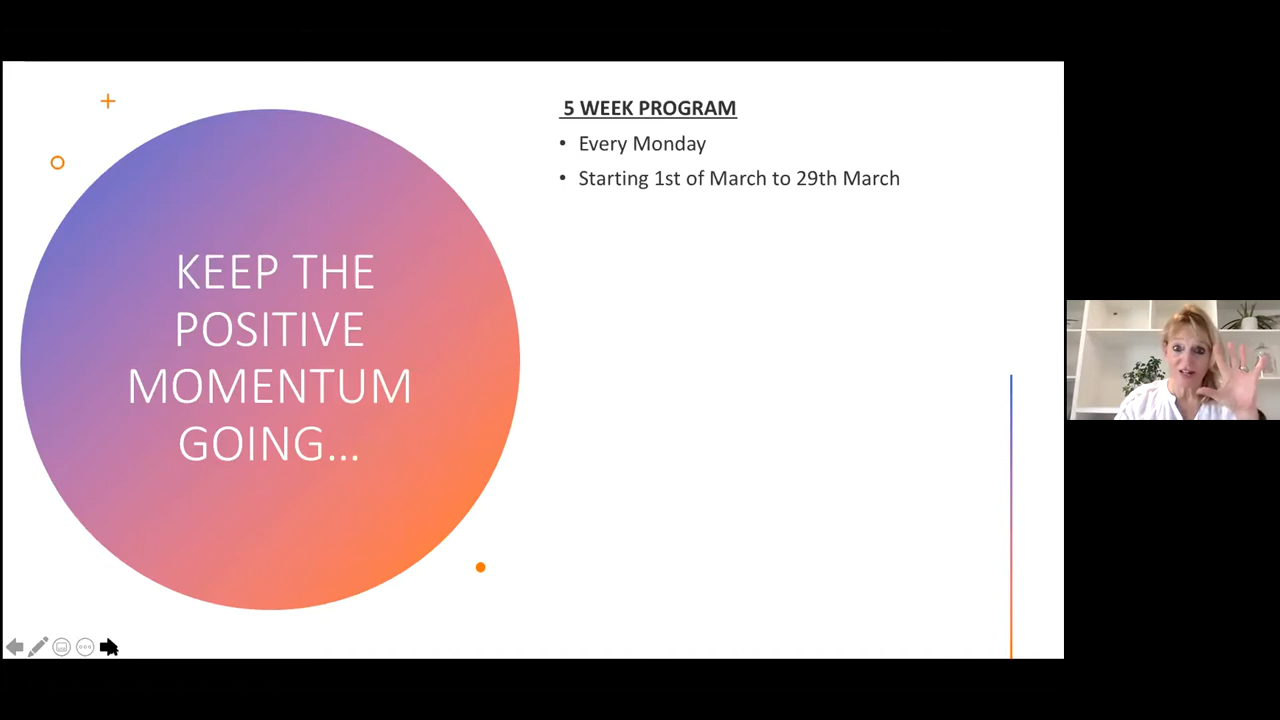 KEEP THE
POSITIVE
MOMENTUM
GOING...
5 WEEK PROGRAM
• Every Monday
• Starting 1st of March to 29th March